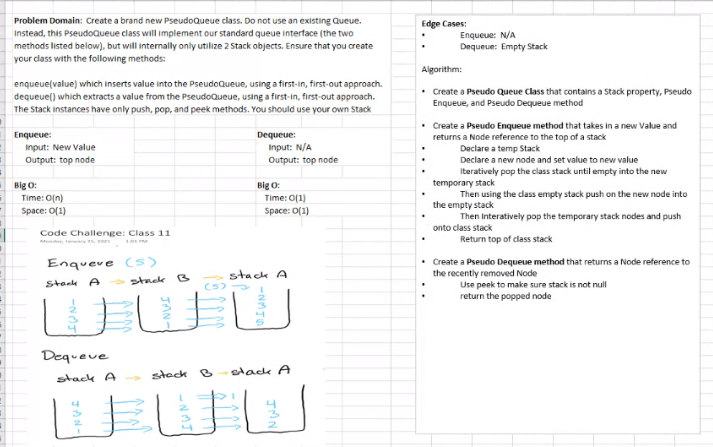 Problem Domain: Create a brand new PseudoQueue class. Do not use an existing Queue.
Instead, this PseudoQueue class will implement our standard queue interface (the two
methods listed below), but will internally only utilize 2 Stack objects. Ensure that you create
your class with the following methods:
enqueue(value) which inserts value into the PseudoQueue, using a first-in, first-out approach.
dequeue() which extracts a value from the PseudoQueue, using a first-in, first-out approach.
The Stack instances have only push, pop, and peek methods. You should use your own Stack
Enqueue:
Input: New Value
Output: top node
Dequeue:
Input: N/A
Output: top node
Big O:
Time: O(n)
Space: O(1)
Big O:
Time: O(1)
Space: O(1)
Code Challenge: Class 11
Enqueue (5)
Stack A → stack B → stack A
(5) →
1 4 1
2 3 2
3 2 3
4 1 4
5
Dequeue
stack A → stack B → stack A
4 1 → 1 4
3 2 3
2 3 2
1 4
Edge Cases:
• Enqueue: N/A
• Dequeue: Empty Stack
Algorithm:
• Create a Pseudo Queue Class that contains a Stack property, Pseudo
Enqueue, and Pseudo Dequeue method
• Create a Pseudo Enqueue method that takes in a new Value and
returns a Node reference to the top of a stack
• Declare a temp Stack
• Declare a new node and set value to new value
• Iteratively pop the class stack until empty into the new
temporary stack
• Then using the class empty stack push on the new node into
the empty stack
• Then Interatively pop the temporary stack nodes and push
onto class stack
• Return top of class stack
• Create a Pseudo Dequeue method that returns a Node reference to
the recently removed Node
• Use peek to make sure stack is not null
• return the popped node